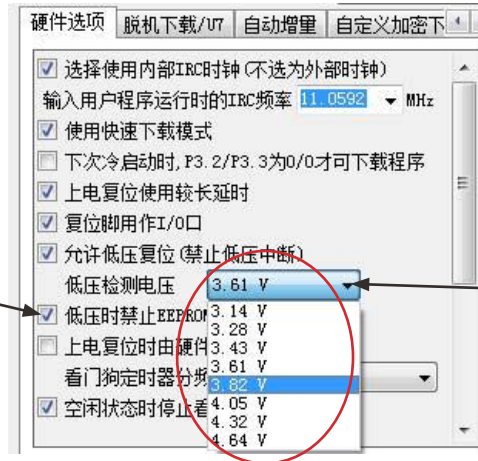 硬件选项 脱机下载/U7 自动增量 自定义加密下
选择使用内部IRC时钟(不选为外部时钟)
输入用户程序运行时的IRC频率 11.0592 MHz
使用快速下载模式
下次冷启动时,P3.2/P3.3为0/0才可下载程序
上电复位使用较长延时
复位脚用作I/O口
允许低压复位(禁止低压中断)
低压检测电压 3.61 V
低压时禁止EEPROM
3.14 V
3.28 V
上电复位时由硬件
3.43 V
3.61 V
看门狗定时器分频
3.82 V
空闲状态时停止看
4.05 V
4.32 V
4.64 V